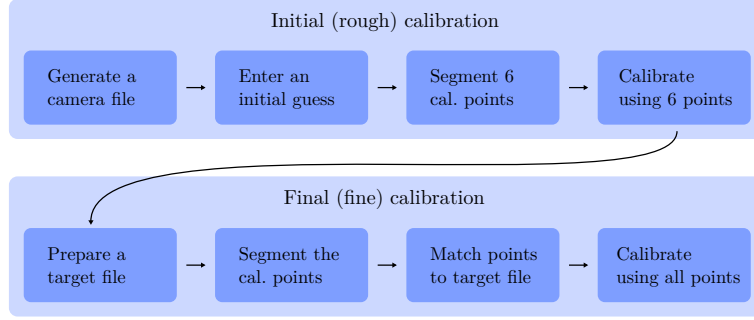 Initial (rough) calibration
Generate a
camera file
Enter an
initial guess
Segment 6
cal. points
Calibrate
using 6 points
Final (fine) calibration
Prepare a
target file
Segment the
cal. points
Match points
to target file
Calibrate
using all points